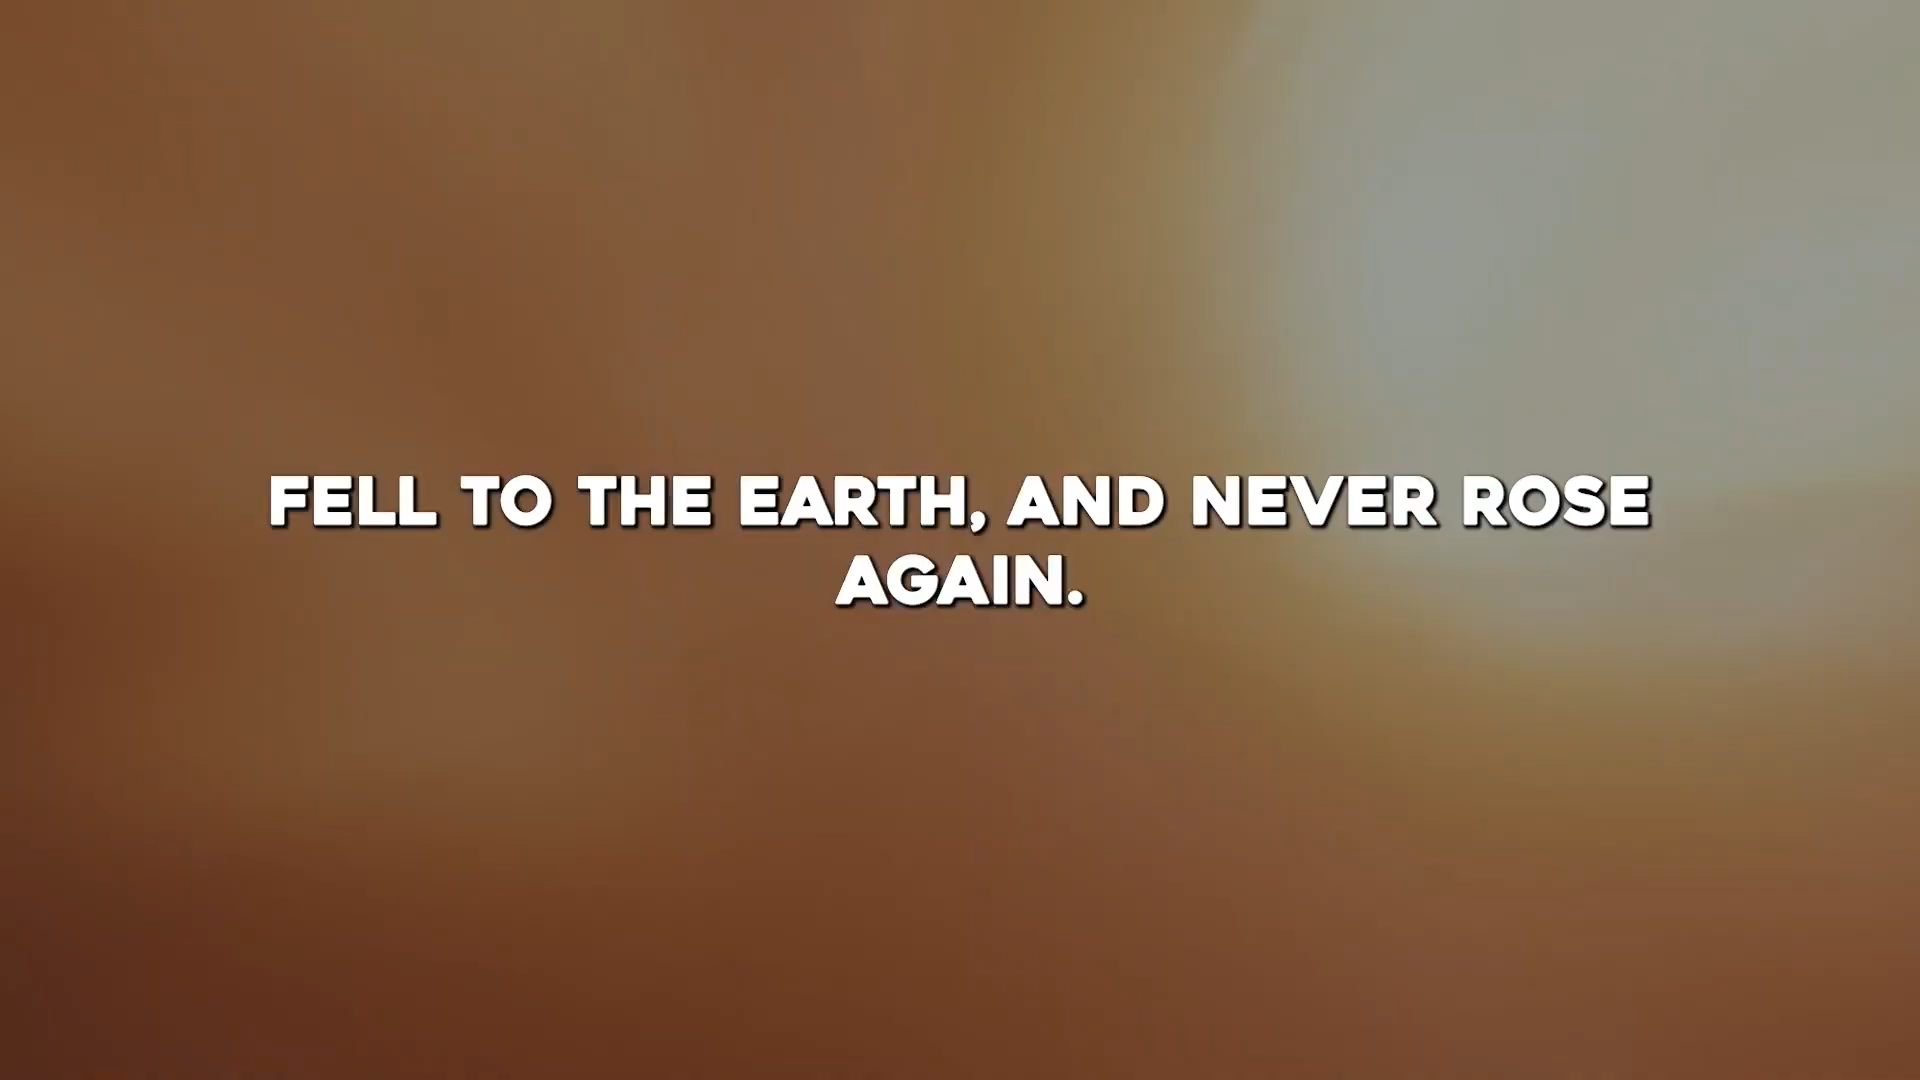 FELL TO THE EARTH, AND NEVER ROSE
AGAIN.